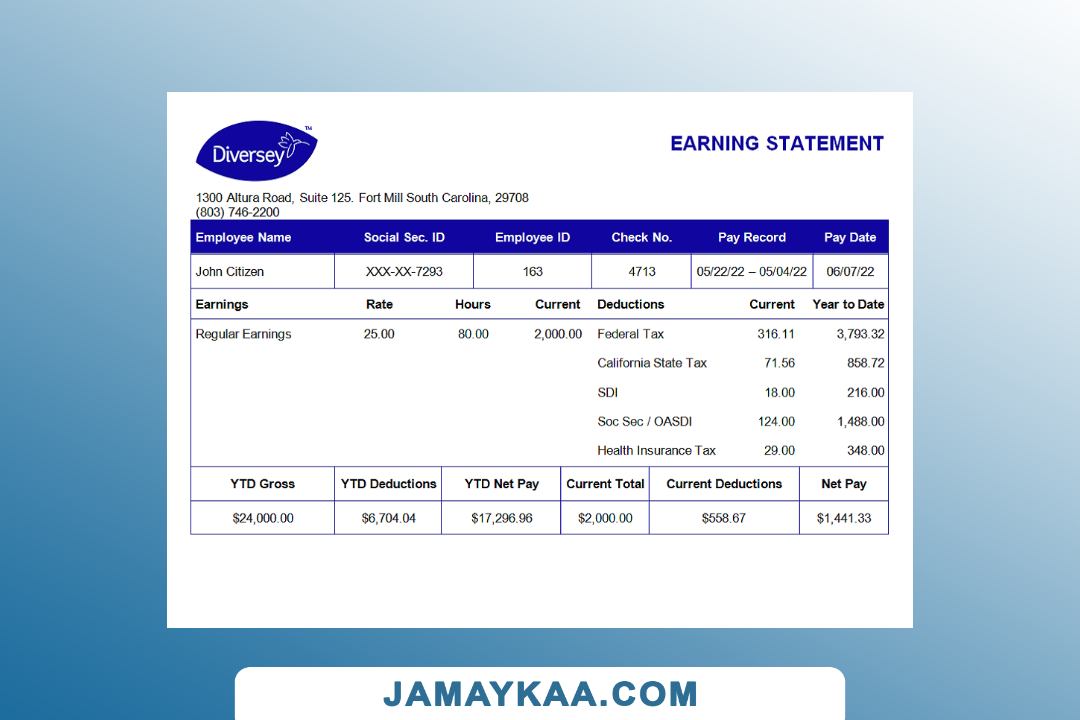 Diversey™
EARNING STATEMENT
1300 Altura Road, Suite 125. Fort Mill South Carolina, 29708
(803) 746-2200
Employee Name Social Sec. ID Employee ID Check No. Pay Record Pay Date
John Citizen XXX-XX-7293 163 4713 05/22/22 – 05/04/22 06/07/22
Earnings Rate Hours Current Deductions Current Year to Date
Regular Earnings 25.00 80.00 2,000.00 Federal Tax 316.11 3,793.32
California State Tax 71.56 858.72
SDI 18.00 216.00
Soc Sec / OASDI 124.00 1,488.00
Health Insurance Tax 29.00 348.00
YTD Gross YTD Deductions YTD Net Pay Current Total Current Deductions Net Pay
$24,000.00 $6,704.04 $17,296.96 $2,000.00 $558.67 $1,441.33
JAMAYKAA.COM